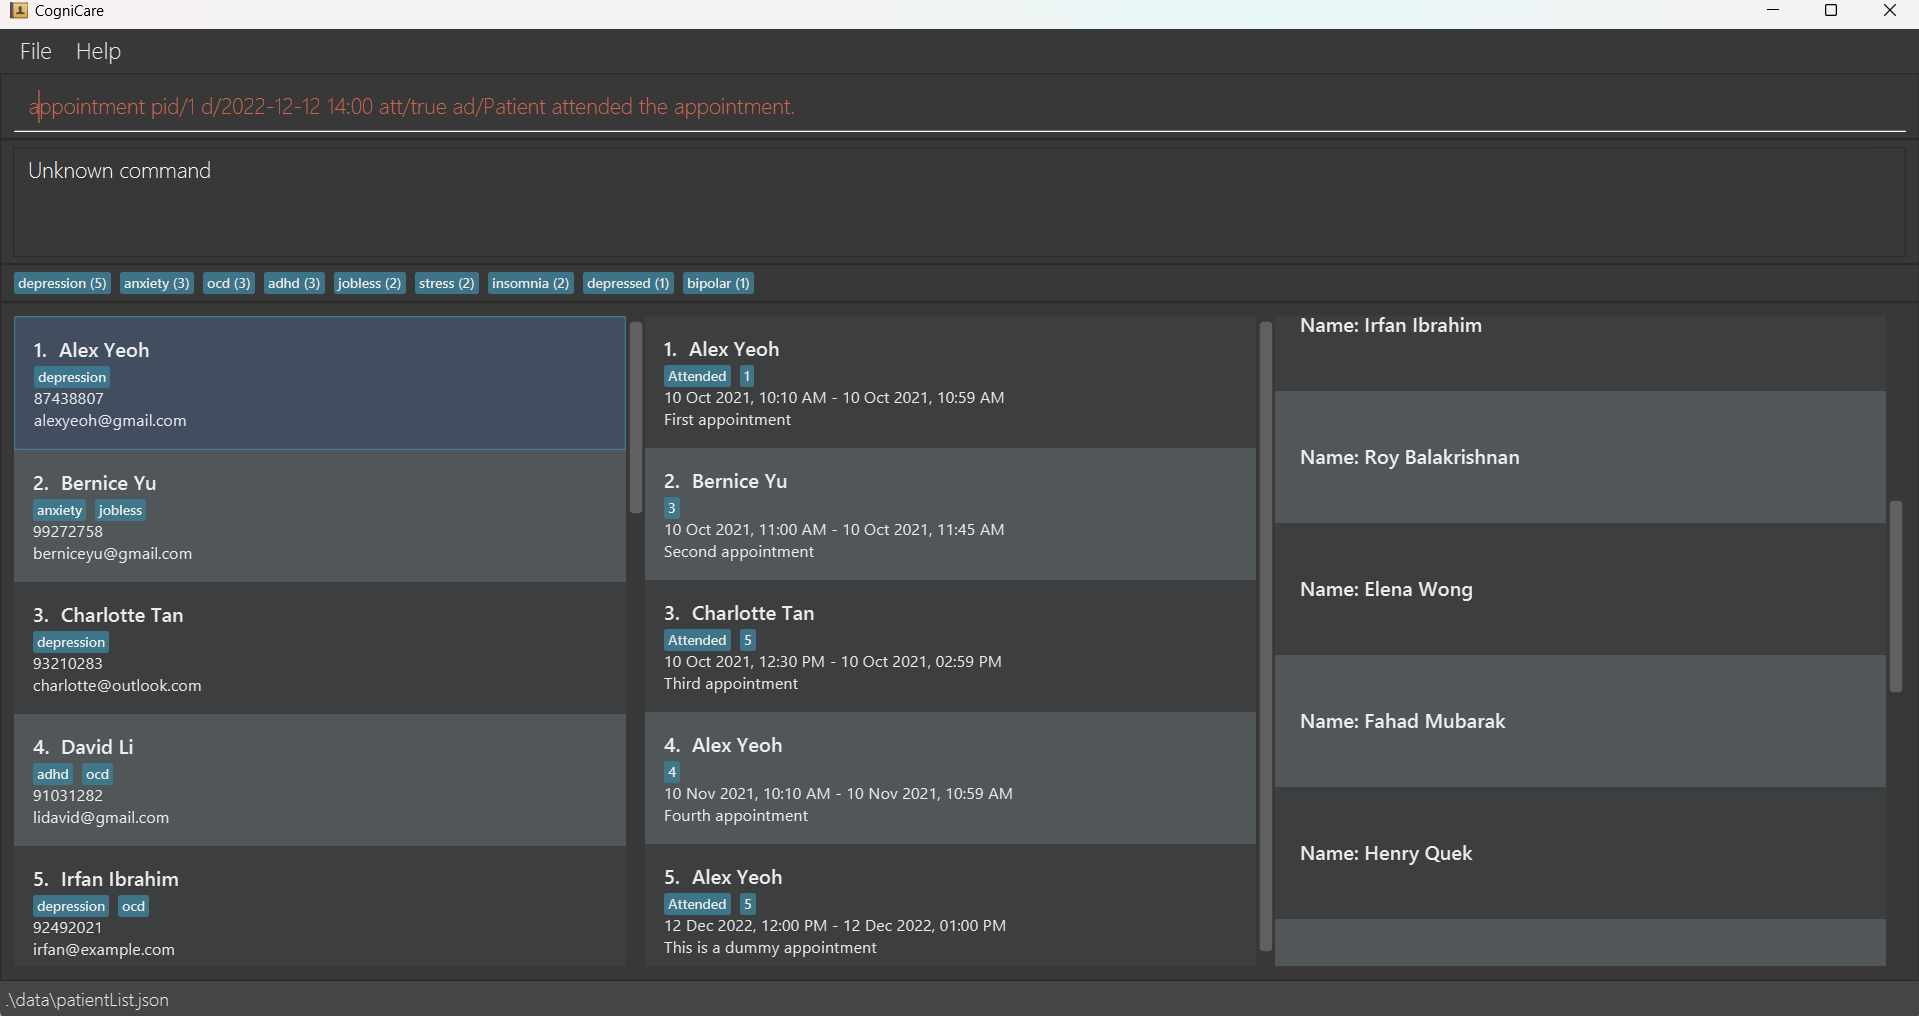 CogniCare
File Help
appointment pid/1 d/2022-12-12 14:00 att/true ad/Patient attended the appointment.
Unknown command
depression (5) anxiety (3) ocd (3) adhd (3) jobless (2) stress (2) insomnia (2) depressed (1) bipolar (1)
1. Alex Yeoh
depression
87438807
alexyeoh@gmail.com
2. Bernice Yu
anxiety jobless
99272758
berniceyu@gmail.com
3. Charlotte Tan
depression
93210283
charlotte@outlook.com
4. David Li
adhd ocd
91031282
lidavid@gmail.com
5. Irfan Ibrahim
depression ocd
92492021
irfan@example.com
1. Alex Yeoh
Attended 1
10 Oct 2021, 10:10 AM - 10 Oct 2021, 10:59 AM
First appointment
2. Bernice Yu
3
10 Oct 2021, 11:00 AM - 10 Oct 2021, 11:45 AM
Second appointment
3. Charlotte Tan
Attended 5
10 Oct 2021, 12:30 PM - 10 Oct 2021, 02:59 PM
Third appointment
4. Alex Yeoh
4
10 Nov 2021, 10:10 AM - 10 Nov 2021, 10:59 AM
Fourth appointment
5. Alex Yeoh
Attended 5
12 Dec 2022, 12:00 PM - 12 Dec 2022, 01:00 PM
This is a dummy appointment
Name: Irfan Ibrahim
Name: Roy Balakrishnan
Name: Elena Wong
Name: Fahad Mubarak
Name: Henry Quek
.\data\patientList.json